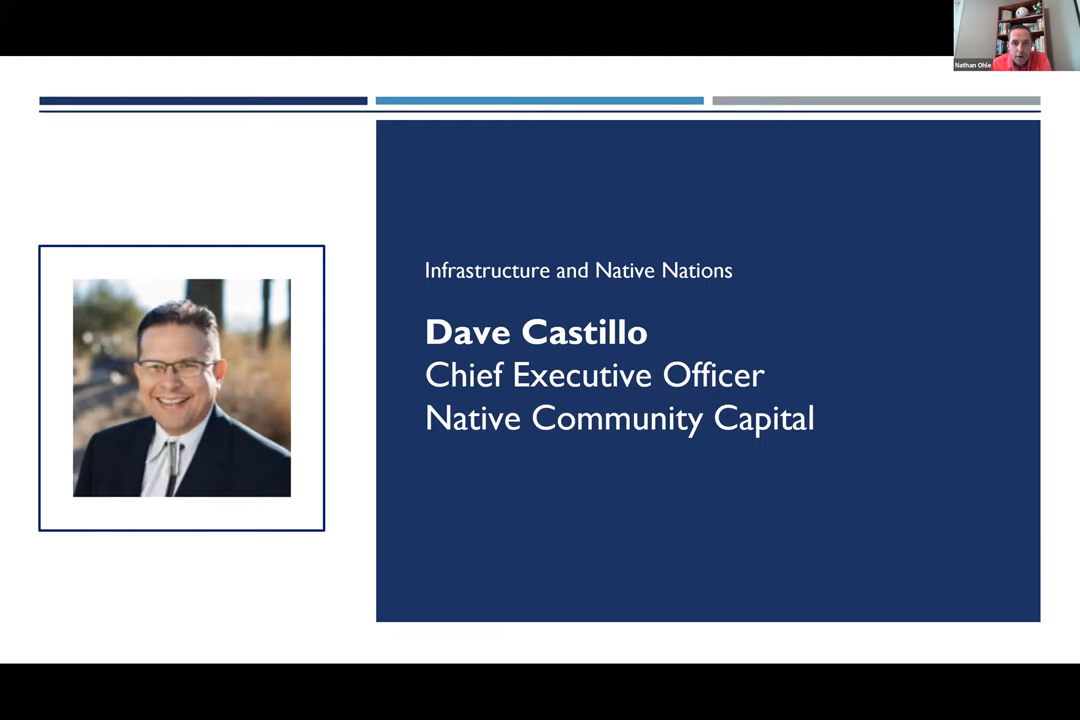 Nathan Ohle
Infrastructure and Native Nations
Dave Castillo
Chief Executive Officer
Native Community Capital